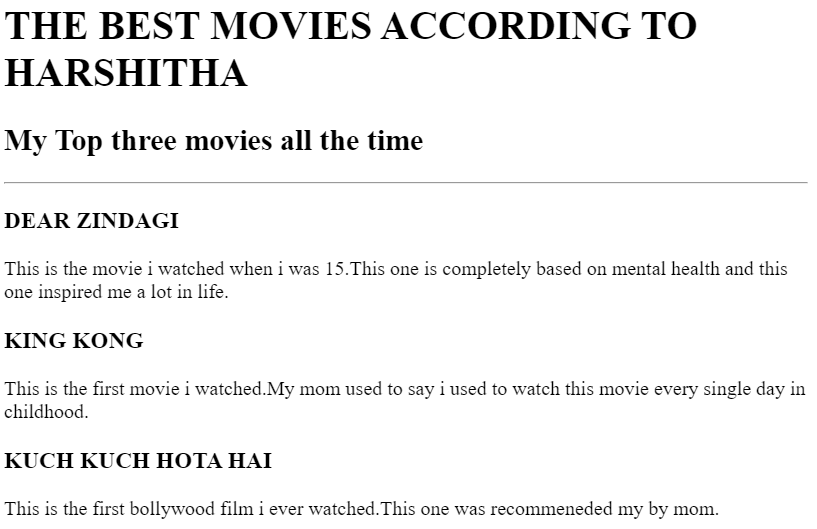 THE BEST MOVIES ACCORDING TO
HARSHITHA
My Top three movies all the time
DEAR ZINDAGI
This is the movie i watched when i was 15.This one is completely based on mental health and this
one inspired me a lot in life.
KING KONG
This is the first movie i watched.My mom used to say i used to watch this movie every single day in
childhood.
KUCH KUCH HOTA HAI
This is the first bollywood film i ever watched.This one was recommeneded my by mom.